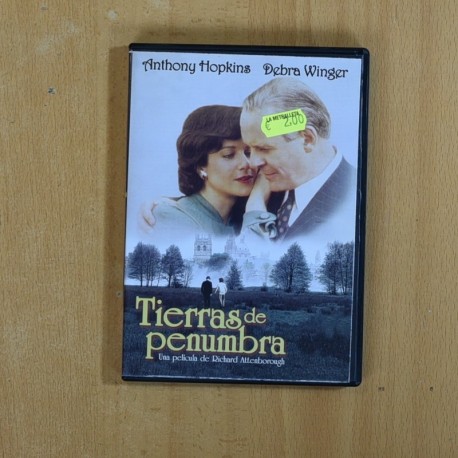 Anthony Hopkins Debra Winger
LA METRALLETA
€ 2.00
Tierras de
penumbra
Una película de Richard Attenborough